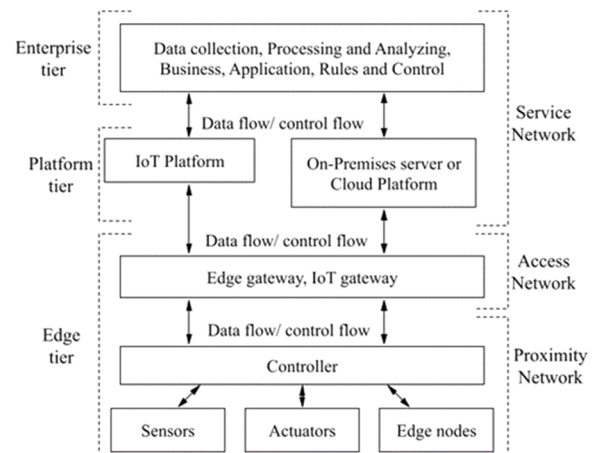 Enterprise
tier
Data collection, Processing and Analyzing,
Business, Application, Rules and Control
Service
Network
Data flow/ control flow
Platform
tier
IoT Platform
On-Premises server or
Cloud Platform
Data flow/ control flow
Edge gateway, IoT gateway
Access
Network
Data flow/ control flow
Edge
tier
Controller
Proximity
Network
Sensors
Actuators
Edge nodes